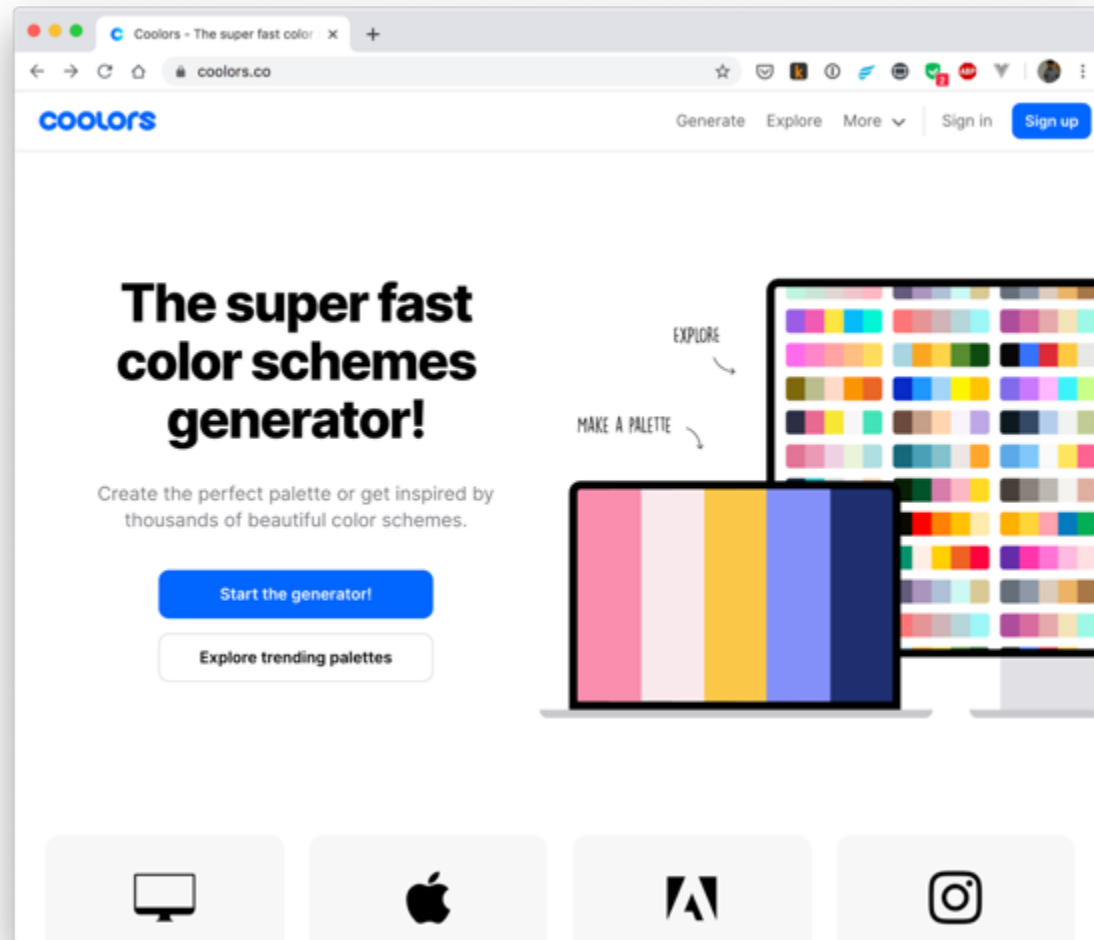 Coolors - The super fast color
coolors.co
2
ABP
coolors
Generate Explore More Sign in Sign up
The super fast
color schemes
generator!
EXPLORE
MAKE A PALETTE
Create the perfect palette or get inspired by
thousands of beautiful color schemes.
Start the generator!
Explore trending palettes